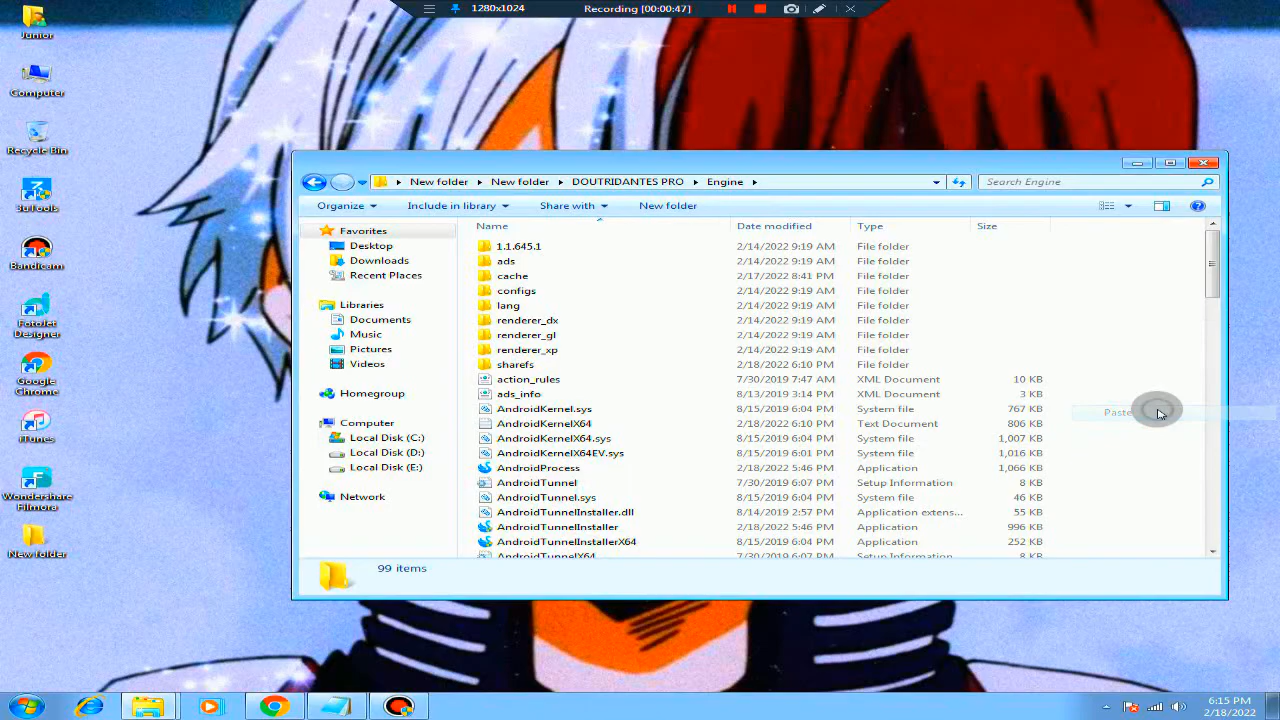 1280x1024 Recording [00:00:47]
Junior
Computer
Recycle Bin
3uTools
Bandicam
FotoJet
Designer
Google
Chrome
iTunes
Wondershare
Filmora
New folder
New folder New folder DOUTRIDANTES PRO Engine
Search Engine
Organize Include in library Share with New folder
Favorites
Desktop
Downloads
Recent Places
Libraries
Documents
Music
Pictures
Videos
Homegroup
Computer
Local Disk (C:)
Local Disk (D:)
Local Disk (E:)
Network
Name Date modified Type Size
1.1.645.1 2/14/2022 9:19 AM File folder
ads 2/14/2022 9:19 AM File folder
cache 2/17/2022 8:41 PM File folder
configs 2/14/2022 9:19 AM File folder
lang 2/14/2022 9:19 AM File folder
renderer_dx 2/14/2022 9:19 AM File folder
renderer_gl 2/14/2022 9:19 AM File folder
renderer_xp 2/14/2022 9:19 AM File folder
sharefs 2/18/2022 6:10 PM File folder
action_rules 7/30/2019 7:47 AM XML Document 10 KB
ads_info 8/13/2019 3:14 PM XML Document 3 KB
AndroidKernel.sys 8/15/2019 6:04 PM System file 767 KB
AndroidKernelX64 2/18/2022 6:10 PM Text Document 806 KB
AndroidKernelX64.sys 8/15/2019 6:04 PM System file 1,007 KB
AndroidKernelX64EV.sys 8/15/2019 6:01 PM System file 1,016 KB
AndroidProcess 2/18/2022 5:46 PM Application 1,066 KB
AndroidTunnel 7/30/2019 6:07 PM Setup Information 8 KB
AndroidTunnel.sys 8/15/2019 6:04 PM System file 46 KB
AndroidTunnelInstaller.dll 8/14/2019 2:57 PM Application extens... 55 KB
AndroidTunnelInstaller 2/18/2022 5:46 PM Application 996 KB
AndroidTunnelInstallerX64 8/15/2019 6:04 PM Application 252 KB
AndroidTunnelX64 7/30/2019 6:07 PM Setup Information 8 KB
Paste
99 items
6:15 PM
2/18/2022